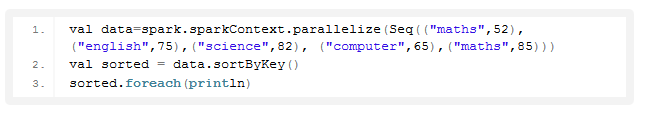 1. val data=spark.sparkContext.parallelize(Seq(("maths",52),
("english",75),("science",82), ("computer",65),("maths",85)))
2. val sorted = data.sortByKey()
3. sorted.foreach(println)